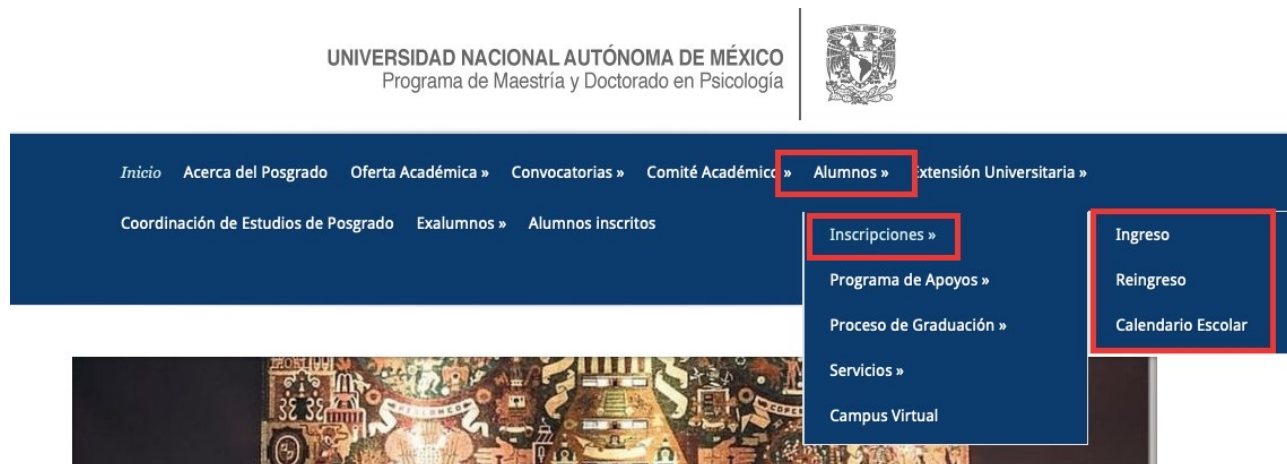 UNIVERSIDAD NACIONAL AUTÓNOMA DE MÉXICO
Programa de Maestría y Doctorado en Psicología
Inicio Acerca del Posgrado Oferta Académica » Convocatorias » Comité Académico » Alumnos » Extensión Universitaria »
Coordinación de Estudios de Posgrado Exalumnos » Alumnos inscritos
Inscripciones »
Programa de Apoyos »
Proceso de Graduación »
Servicios »
Campus Virtual
Ingreso
Reingreso
Calendario Escolar